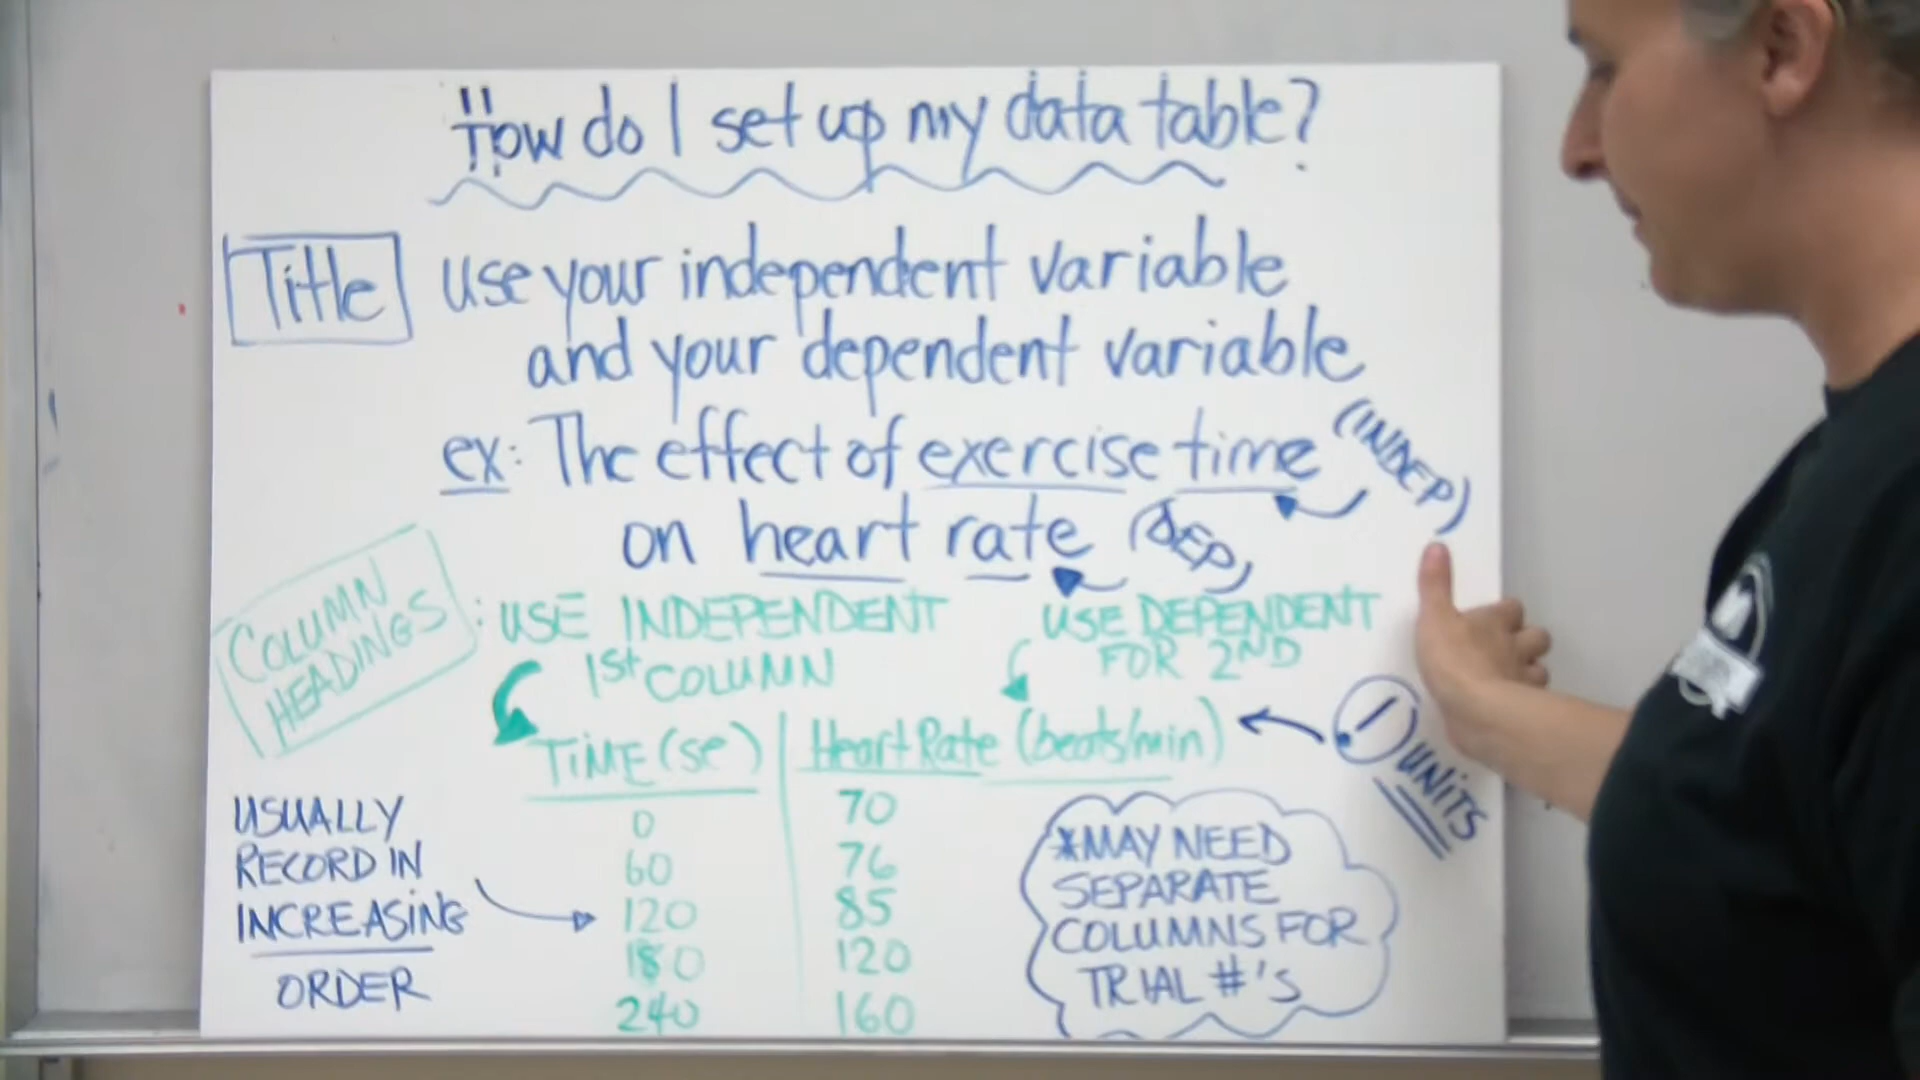 How do I set up my data table?
Title
use your independent variable
and your dependent variable
ex: The effect of exercise time (INDEP)
on heart rate (DEP)
COLUMN HEADINGS
: USE INDEPENDENT
1st COLUMN
USE DEPENDENT
FOR 2ND
TIME (se ) Heart Rate (beats/min)
! UNITS
0 70
60 76
120 85
180 120
240 160
USUALLY
RECORD IN
INCREASING
ORDER
*MAY NEED
SEPARATE
COLUMNS FOR
TRIAL #'s